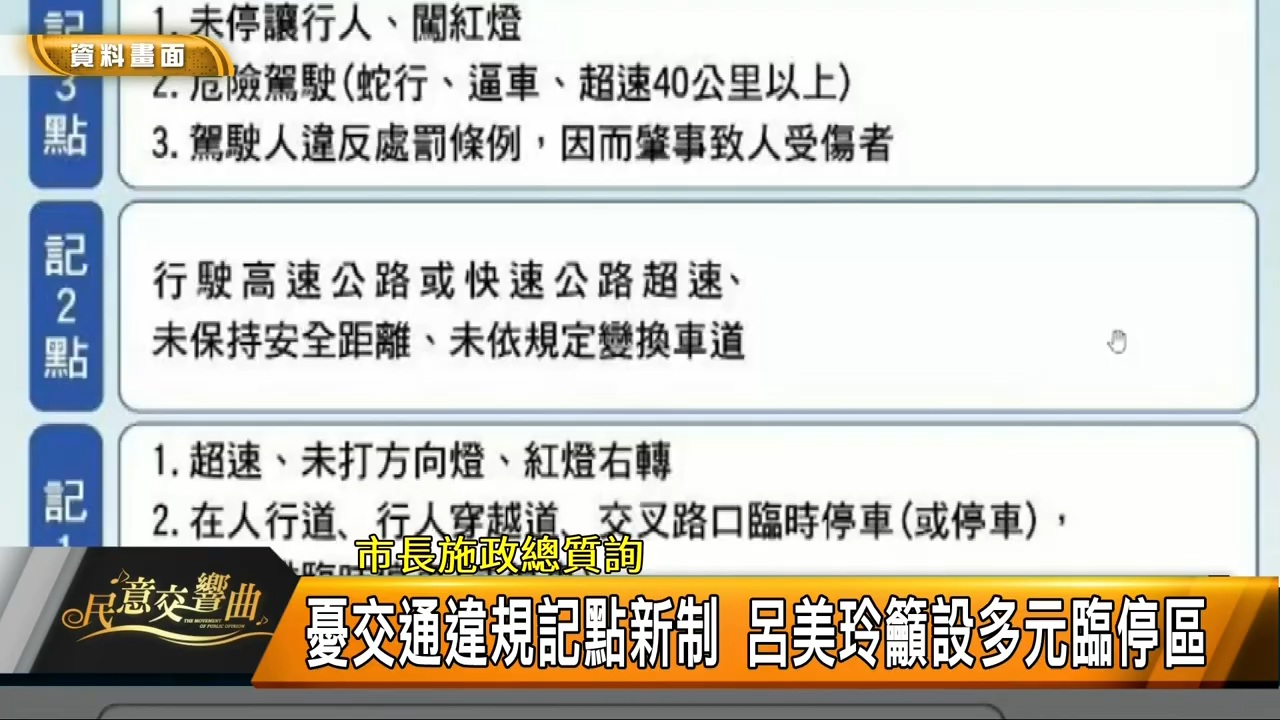 資料畫面
記
3
點
1. 未停讓行人、闖紅燈
2. 危險駕駛(蛇行、逼車、超速40公里以上)
3. 駕駛人違反處罰條例，因而肇事致人受傷者
記
2
點
行駛高速公路或快速公路超速、
未保持安全距離、未依規定變換車道
記
1
1. 超速、未打方向燈、紅燈右轉
2. 在人行道、行人穿越道、交叉路口臨時停車(或停車)，
市長施政總質詢
民意交響曲
THE MOVEMENT
OF PUBLIC OPINION
憂交通違規記點新制 呂美玲籲設多元臨停區